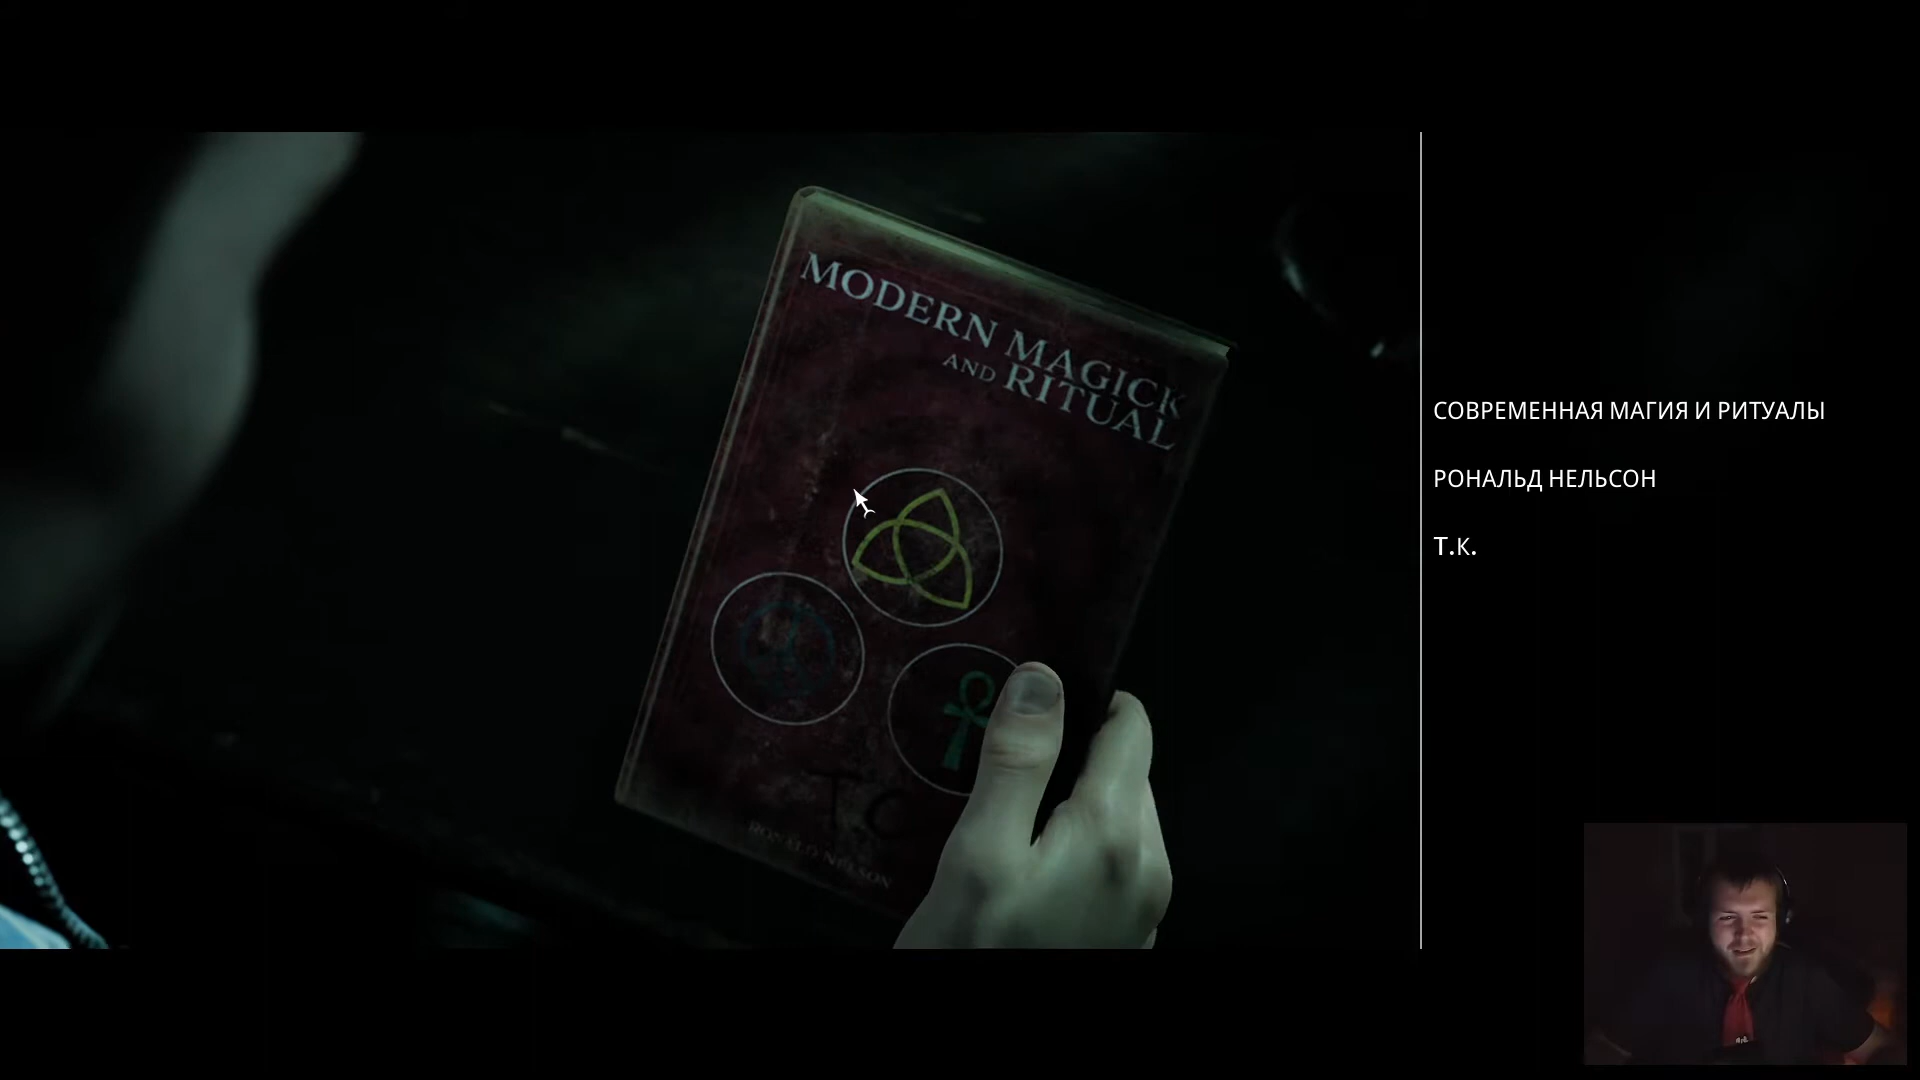 MODERN MAGICK
AND RITUAL
T.C
RONALD NELSON
СОВРЕМЕННАЯ МАГИЯ И РИТУАЛЫ
РОНАЛЬД НЕЛЬСОН
Т.К.